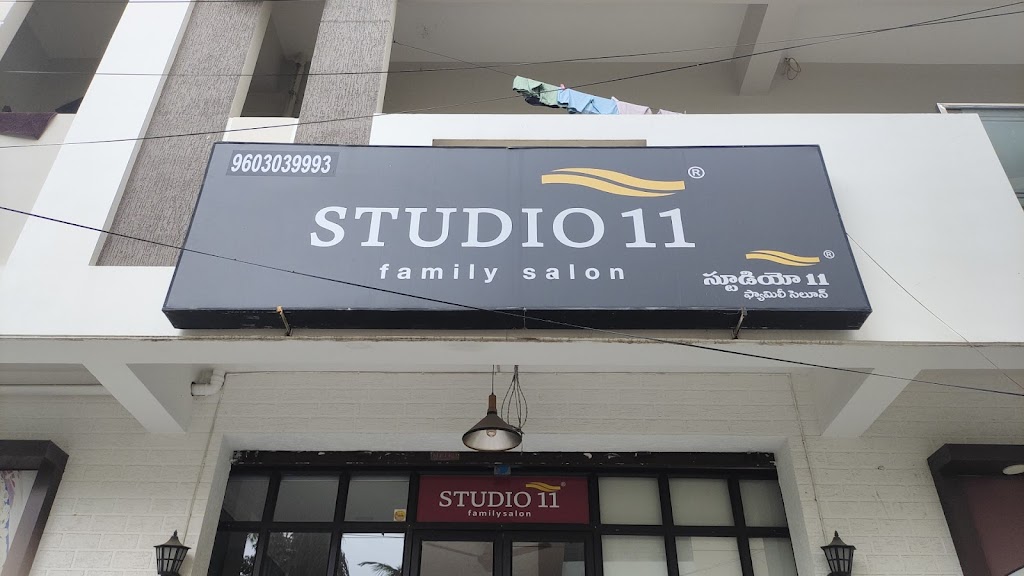 9603039993
®
STUDIO 11
family salon
®
స్టూడియో 11
ఫ్యామిలీ సెలూన్
STUDIO 11
familysalon